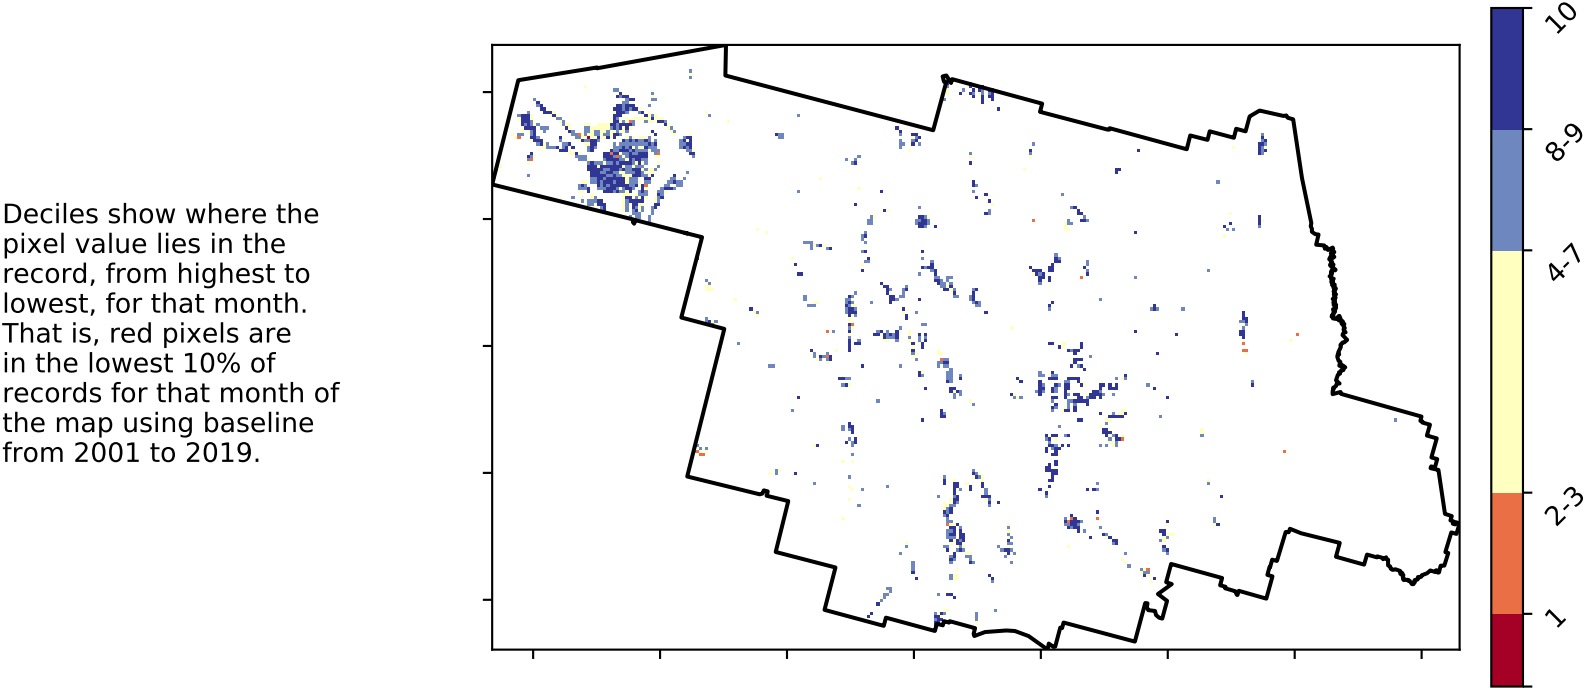 Deciles show where the
pixel value lies in the
record, from highest to
lowest, for that month.
That is, red pixels are
in the lowest 10% of
records for that month of
the map using baseline
from 2001 to 2019.
10
8-9
4-7
2-3
1